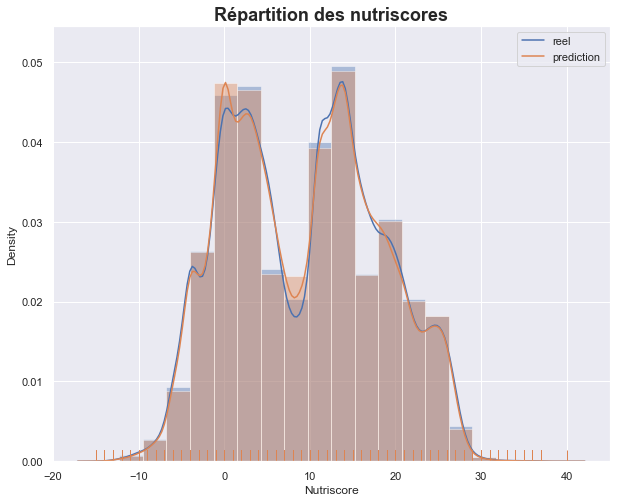 Répartition des nutriscores
reel
prediction
0.05
0.04
0.03
0.02
0.01
0.00
Density
−20 −10 0 10 20 30 40
Nutriscore